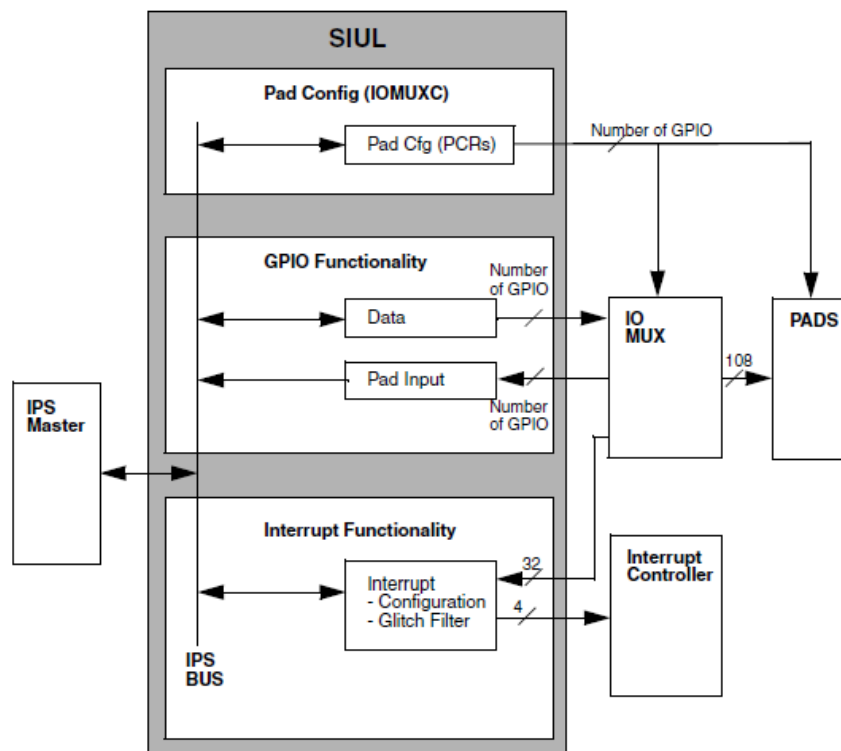 SIUL
Pad Config (IOMUXC)
Pad Cfg (PCRs)
Number of GPIO
GPIO Functionality
Number
of GPIO
Data
IO
MUX
PADS
108
Pad Input
Number
of GPIO
IPS
Master
Interrupt Functionality
32
Interrupt
- Configuration
- Glitch Filter
4
Interrupt
Controller
IPS
BUS